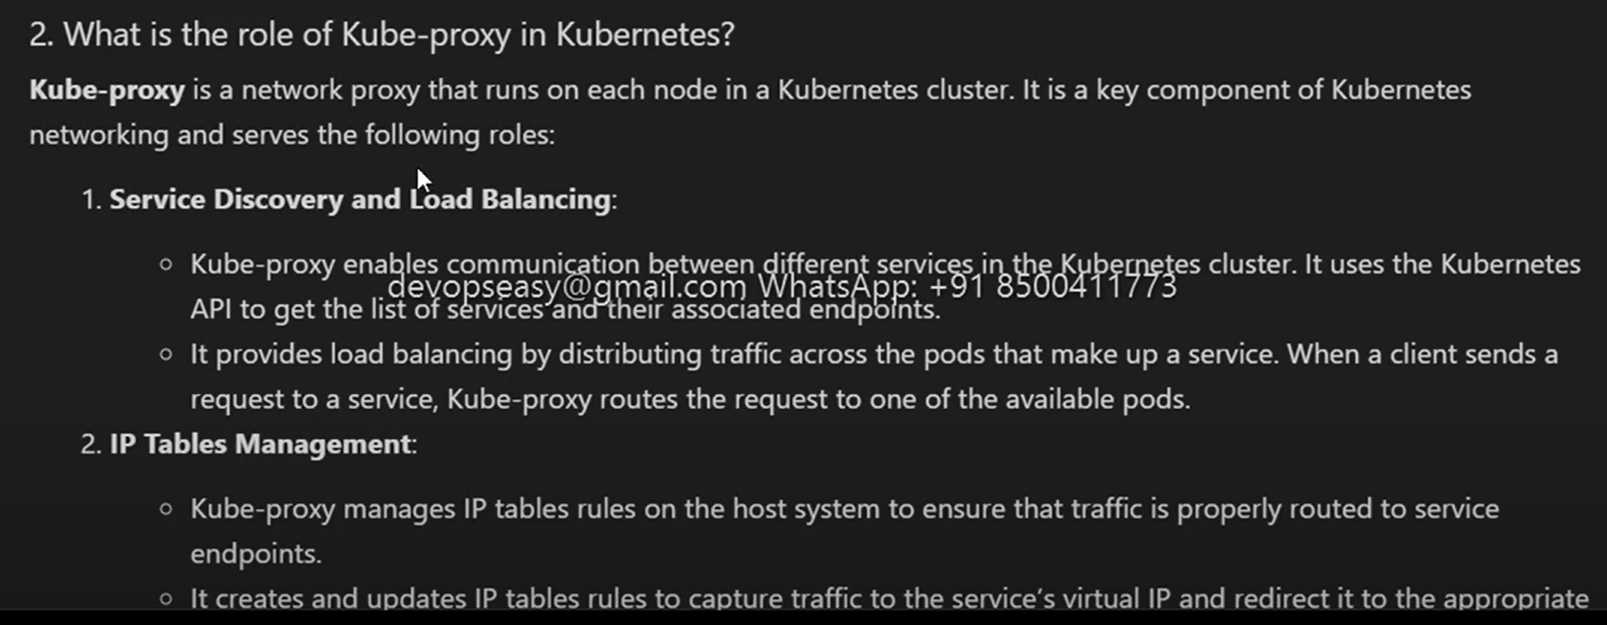 2. What is the role of Kube-proxy in Kubernetes?
Kube-proxy is a network proxy that runs on each node in a Kubernetes cluster. It is a key component of Kubernetes
networking and serves the following roles:
1. Service Discovery and Load Balancing:
○ Kube-proxy enables communication between different services in the Kubernetes cluster. It uses the Kubernetes
devopseasy@gmail.com WhatsApp: +91 8500411773
API to get the list of services and their associated endpoints.
○ It provides load balancing by distributing traffic across the pods that make up a service. When a client sends a
request to a service, Kube-proxy routes the request to one of the available pods.
2. IP Tables Management:
○ Kube-proxy manages IP tables rules on the host system to ensure that traffic is properly routed to service
endpoints.
○ It creates and updates IP tables rules to capture traffic to the service’s virtual IP and redirect it to the appropriate